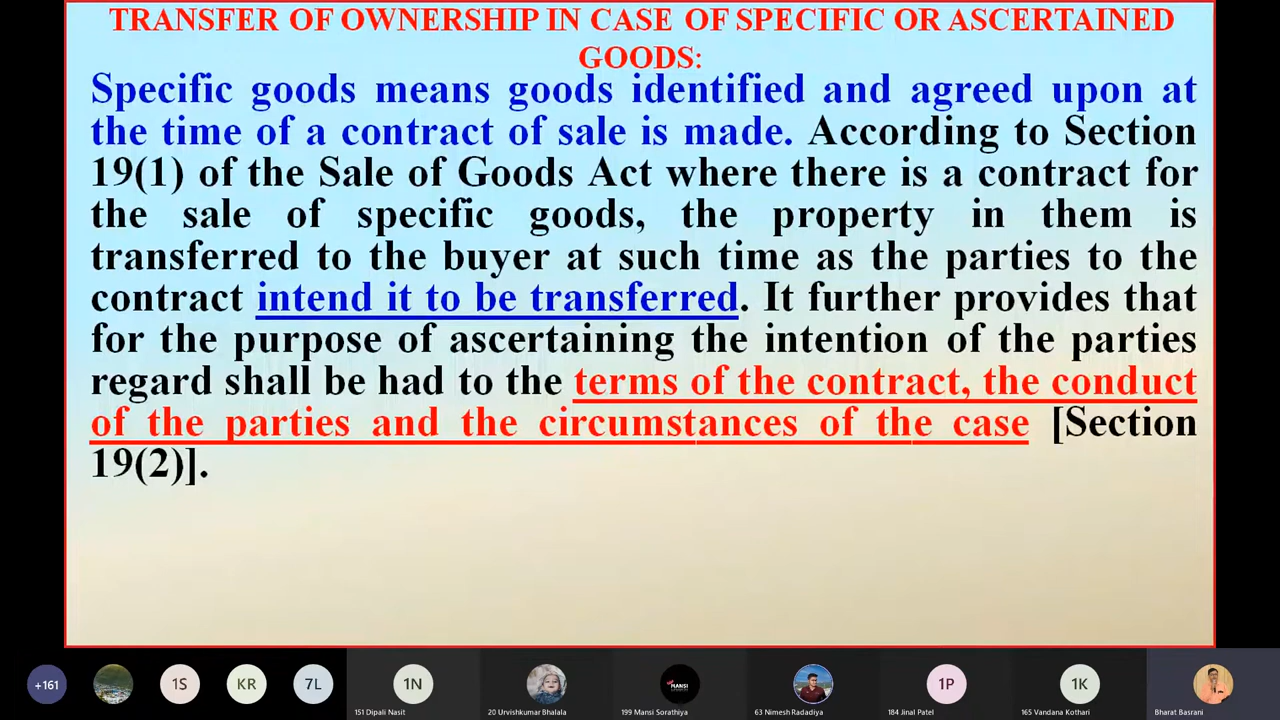 TRANSFER OF OWNERSHIP IN CASE OF SPECIFIC OR ASCERTAINED
GOODS:
Specific goods means goods identified and agreed upon at
the time of a contract of sale is made. According to Section
19(1) of the Sale of Goods Act where there is a contract for
the sale of specific goods, the property in them is
transferred to the buyer at such time as the parties to the
contract intend it to be transferred. It further provides that
for the purpose of ascertaining the intention of the parties
regard shall be had to the terms of the contract, the conduct
of the parties and the circumstances of the case [Section
19(2)].
+161
1S
KR
7L
1N
MANSI
1P
1K
151 Dipali Nasit
20 Urvishkumar Bhalala
199 Mansi Sorathiya
63 Nimesh Radadiya
184 Jinal Patel
165 Vandana Kothari
Bharat Basrani